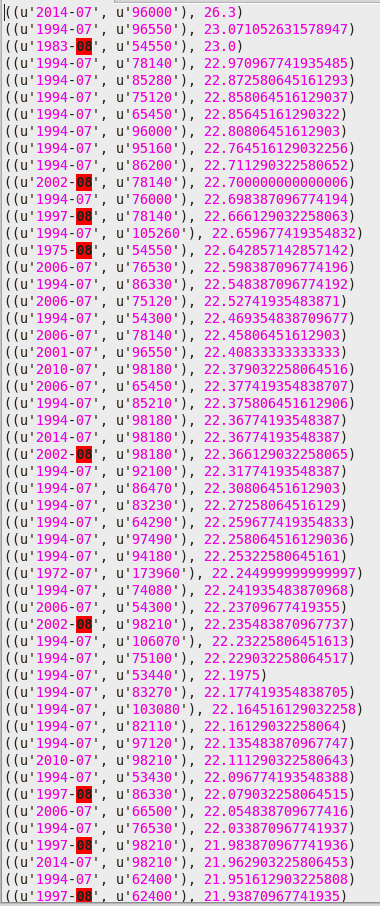 ((u'2014-07', u'96000'), 26.3)
((u'1994-07', u'96550'), 23.071052631578947)
((u'1983-08', u'54550'), 23.0)
((u'1994-07', u'78140'), 22.970967741935485)
((u'1994-07', u'85280'), 22.872580645161293)
((u'1994-07', u'75120'), 22.858064516129037)
((u'1994-07', u'65450'), 22.85645161290322)
((u'1994-07', u'96000'), 22.80806451612903)
((u'1994-07', u'95160'), 22.764516129032256)
((u'1994-07', u'86200'), 22.711290322580652)
((u'2002-08', u'78140'), 22.700000000000006)
((u'1994-07', u'76000'), 22.698387096774194)
((u'1997-08', u'78140'), 22.666129032258063)
((u'1994-07', u'105260'), 22.659677419354832)
((u'1975-08', u'54550'), 22.642857142857142)
((u'2006-07', u'76530'), 22.598387096774196)
((u'1994-07', u'86330'), 22.548387096774192)
((u'2006-07', u'75120'), 22.52741935483871)
((u'1994-07', u'54300'), 22.469354838709677)
((u'2006-07', u'78140'), 22.45806451612903)
((u'2001-07', u'96550'), 22.40833333333333)
((u'2010-07', u'98180'), 22.379032258064516)
((u'2006-07', u'65450'), 22.377419354838707)
((u'1994-07', u'85210'), 22.375806451612906)
((u'1994-07', u'98180'), 22.36774193548387)
((u'2014-07', u'98180'), 22.36774193548387)
((u'2002-08', u'98180'), 22.366129032258065)
((u'1994-07', u'92100'), 22.31774193548387)
((u'1994-07', u'86470'), 22.30806451612903)
((u'1994-07', u'83230'), 22.27258064516129)
((u'1994-07', u'64290'), 22.259677419354833)
((u'1994-07', u'97490'), 22.258064516129036)
((u'1994-07', u'94180'), 22.25322580645161)
((u'1972-07', u'173960'), 22.244999999999997)
((u'1994-07', u'74080'), 22.241935483870968)
((u'2006-07', u'54300'), 22.23709677419355)
((u'2002-08', u'98210'), 22.235483870967737)
((u'1994-07', u'106070'), 22.23225806451613)
((u'1994-07', u'75100'), 22.229032258064517)
((u'1994-07', u'53440'), 22.1975)
((u'1994-07', u'83270'), 22.177419354838705)
((u'1994-07', u'103080'), 22.164516129032258)
((u'1994-07', u'82110'), 22.16129032258064)
((u'1994-07', u'97120'), 22.135483870967747)
((u'2010-07', u'98210'), 22.111290322580643)
((u'1994-07', u'53430'), 22.096774193548388)
((u'1997-08', u'86330'), 22.079032258064515)
((u'2006-07', u'66500'), 22.054838709677416)
((u'1994-07', u'76530'), 22.033870967741937)
((u'1997-08', u'98210'), 21.983870967741936)
((u'2014-07', u'98210'), 21.962903225806453)
((u'1994-07', u'62400'), 21.951612903225808)
((u'1997-08', u'62400'), 21.93870967741935)